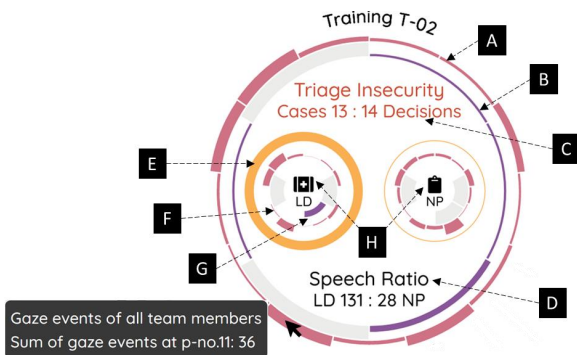 Training T-02
A
B
Triage Insecurity
Cases 13 : 14 Decisions
C
E
LD
NP
F
H
G
Speech Ratio
LD 131 : 28 NP
D
Gaze events of all team members
Sum of gaze events at p-no.11: 36